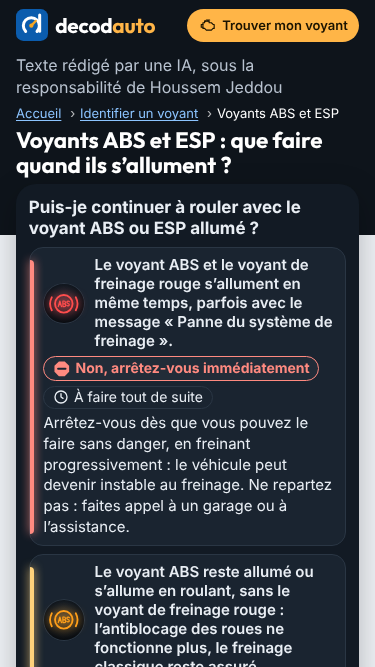 decodauto
Trouver mon voyant
Texte rédigé par une IA, sous la
responsabilité de Houssem Jeddou
Accueil › Identifier un voyant › Voyants ABS et ESP
Voyants ABS et ESP : que faire
quand ils s’allument ?
Puis-je continuer à rouler avec le
voyant ABS ou ESP allumé ?
ABS
Le voyant ABS et le voyant de
freinage rouge s’allument en
même temps, parfois avec le
message « Panne du système de
freinage ».
Non, arrêtez-vous immédiatement
À faire tout de suite
Arrêtez-vous dès que vous pouvez le
faire sans danger, en freinant
progressivement : le véhicule peut
devenir instable au freinage. Ne repartez
pas : faites appel à un garage ou à
l’assistance.
ABS
Le voyant ABS reste allumé ou
s’allume en roulant, sans le
voyant de freinage rouge :
l’antiblocage des roues ne
fonctionne plus, le freinage
classique reste assuré